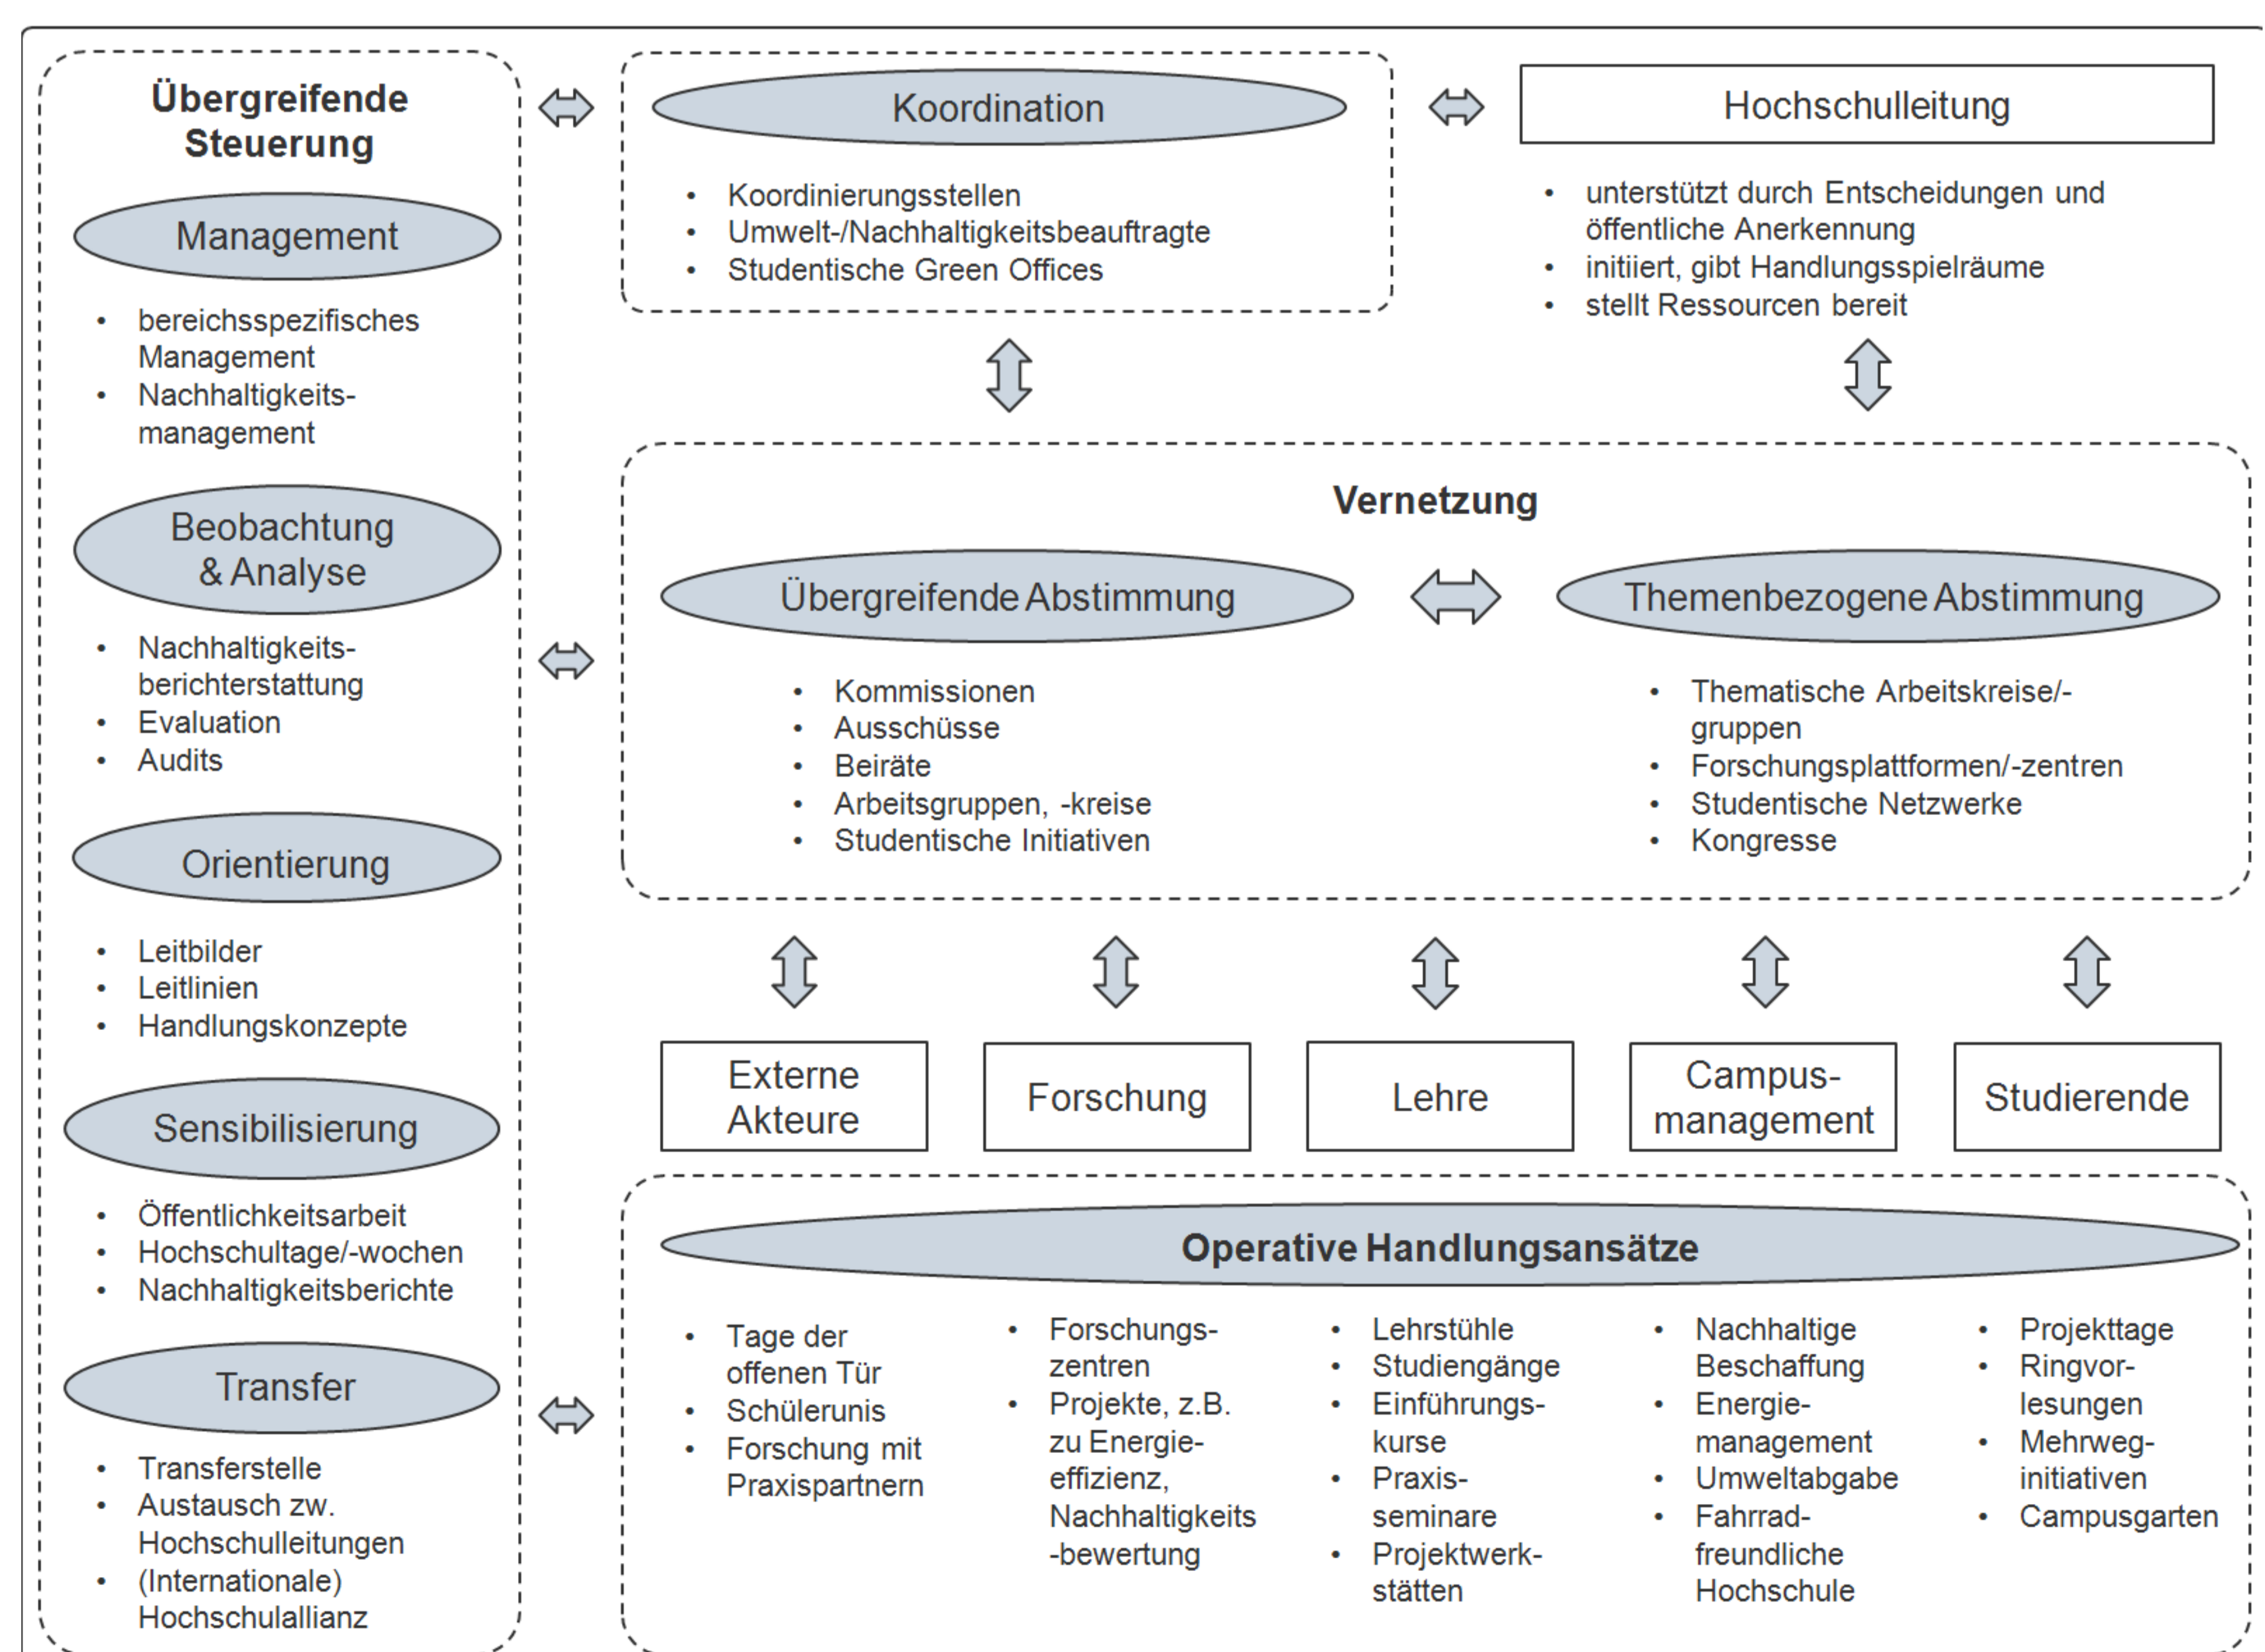 Übergreifende
Steuerung
Management
• bereichsspezifisches
Management
• Nachhaltigkeits-
management
Beobachtung
& Analyse
• Nachhaltigkeits-
berichterstattung
• Evaluation
• Audits
Orientierung
• Leitbilder
• Leitlinien
• Handlungskonzepte
Sensibilisierung
• Öffentlichkeitsarbeit
• Hochschultage/-wochen
• Nachhaltigkeitsberichte
Transfer
• Transferstelle
• Austausch zw.
Hochschulleitungen
• (Internationale)
Hochschulallianz
Koordination
• Koordinierungsstellen
• Umwelt-/Nachhaltigkeitsbeauftragte
• Studentische Green Offices
Hochschulleitung
• unterstützt durch Entscheidungen und
öffentliche Anerkennung
• initiiert, gibt Handlungsspielräume
• stellt Ressourcen bereit
Vernetzung
Übergreifende Abstimmung
• Kommissionen
• Ausschüsse
• Beiräte
• Arbeitsgruppen, -kreise
• Studentische Initiativen
Themenbezogene Abstimmung
• Thematische Arbeitskreise/-
gruppen
• Forschungsplattformen/-zentren
• Studentische Netzwerke
• Kongresse
Externe
Akteure
Forschung
Lehre
Campus-
management
Studierende
Operative Handlungsansätze
• Tage der
offenen Tür
• Schülerunis
• Forschung mit
Praxispartnern
• Forschungs-
zentren
• Projekte, z.B.
zu Energie-
effizienz,
Nachhaltigkeits
-bewertung
• Lehrstühle
• Studiengänge
• Einführungs-
kurse
• Praxis-
seminare
• Projektwerk-
stätten
• Nachhaltige
Beschaffung
• Energie-
management
• Umweltabgabe
• Fahrrad-
freundliche
Hochschule
• Projekttage
• Ringvor-
lesungen
• Mehrweg-
initiativen
• Campusgarten